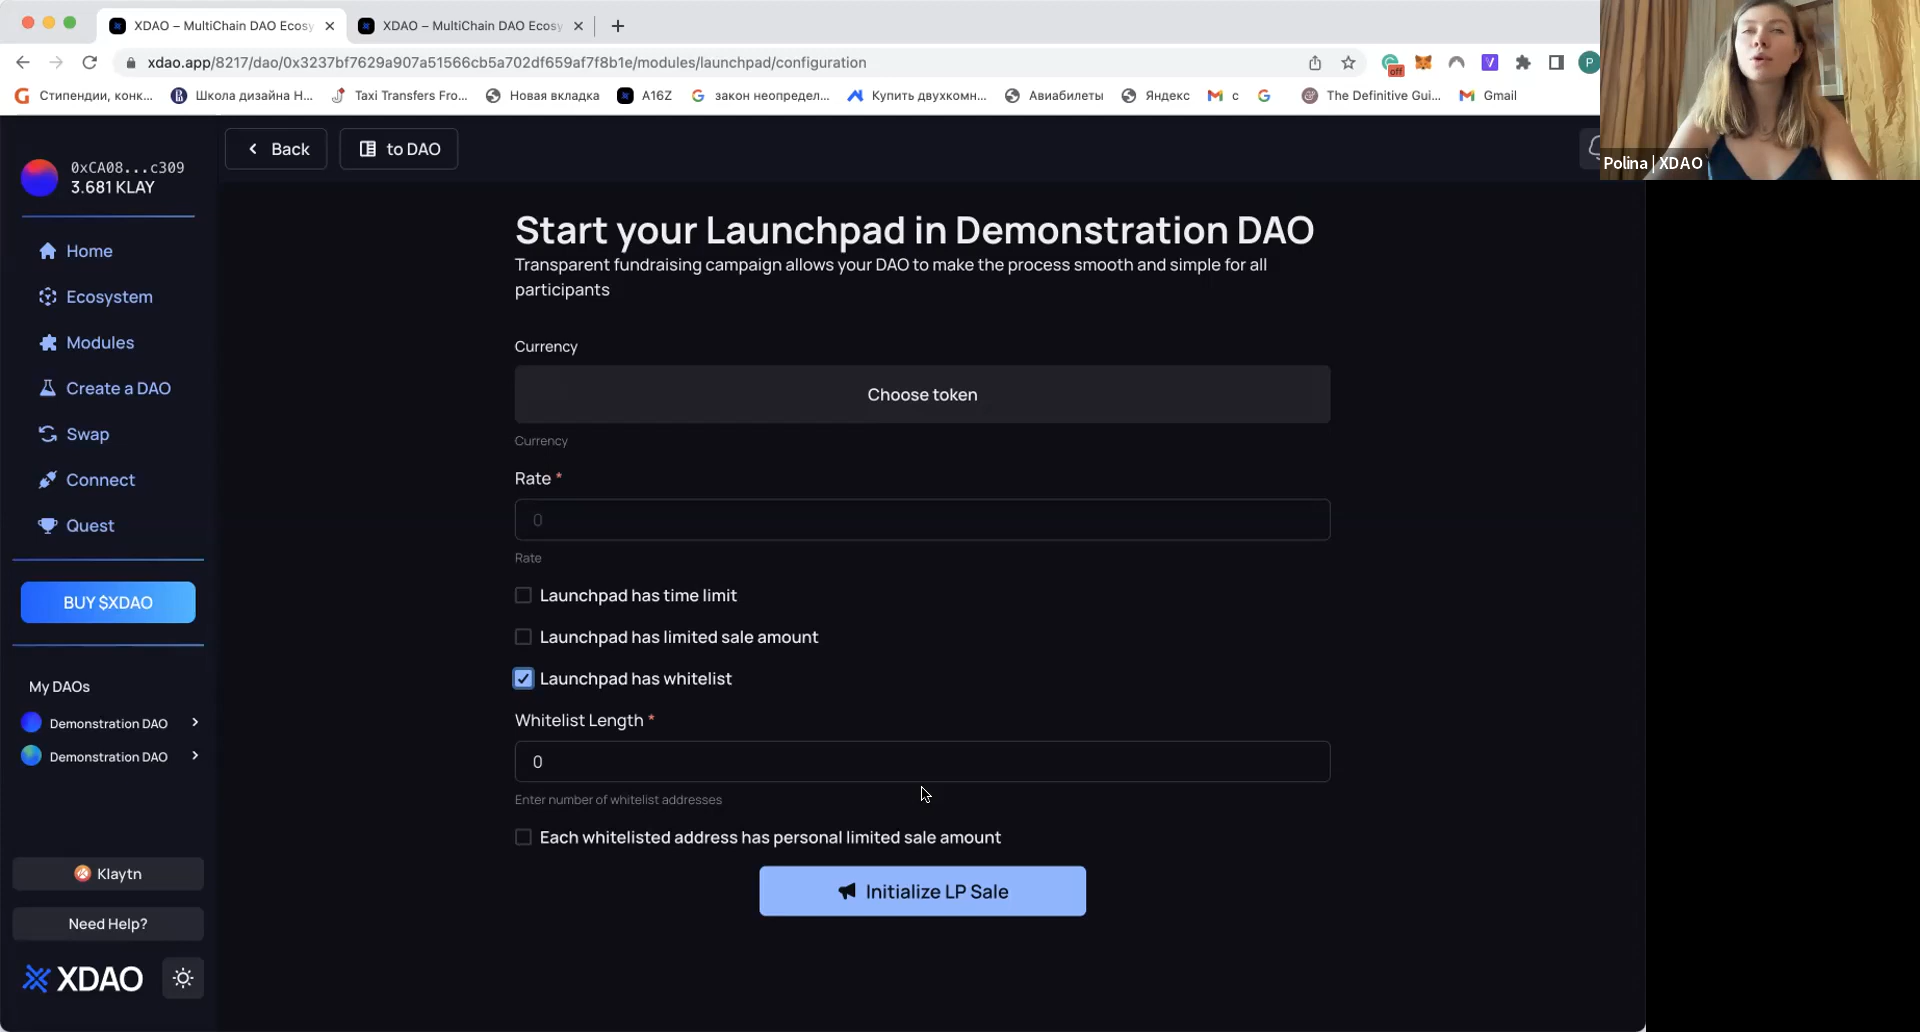 XDAO – MultiChain DAO Ecosy
XDAO – MultiChain DAO Ecosy
xdao.app/8217/dao/0x3237bf7629a907a51566cb5a702df659af7f8b1e/modules/launchpad/configuration
off
P
Стипендии, конк...
Школа дизайна Н...
Taxi Transfers Fro...
Новая вкладка
A16Z
закон неопредел...
Купить двухкомн...
Авиабилеты
Яндекс
с
The Definitive Gui...
Gmail
Polina | XDAO
0xCA08...c309
3.681 KLAY
Back
to DAO
Home
Ecosystem
Modules
Create a DAO
Swap
Connect
Quest
BUY $XDAO
My DAOs
Demonstration DAO
Demonstration DAO
Klaytn
Need Help?
XDAO
Start your Launchpad in Demonstration DAO
Transparent fundraising campaign allows your DAO to make the process smooth and simple for all
participants
Currency
Choose token
Currency
Rate *
0
Rate
Launchpad has time limit
Launchpad has limited sale amount
Launchpad has whitelist
Whitelist Length *
0
Enter number of whitelist addresses
Each whitelisted address has personal limited sale amount
Initialize LP Sale